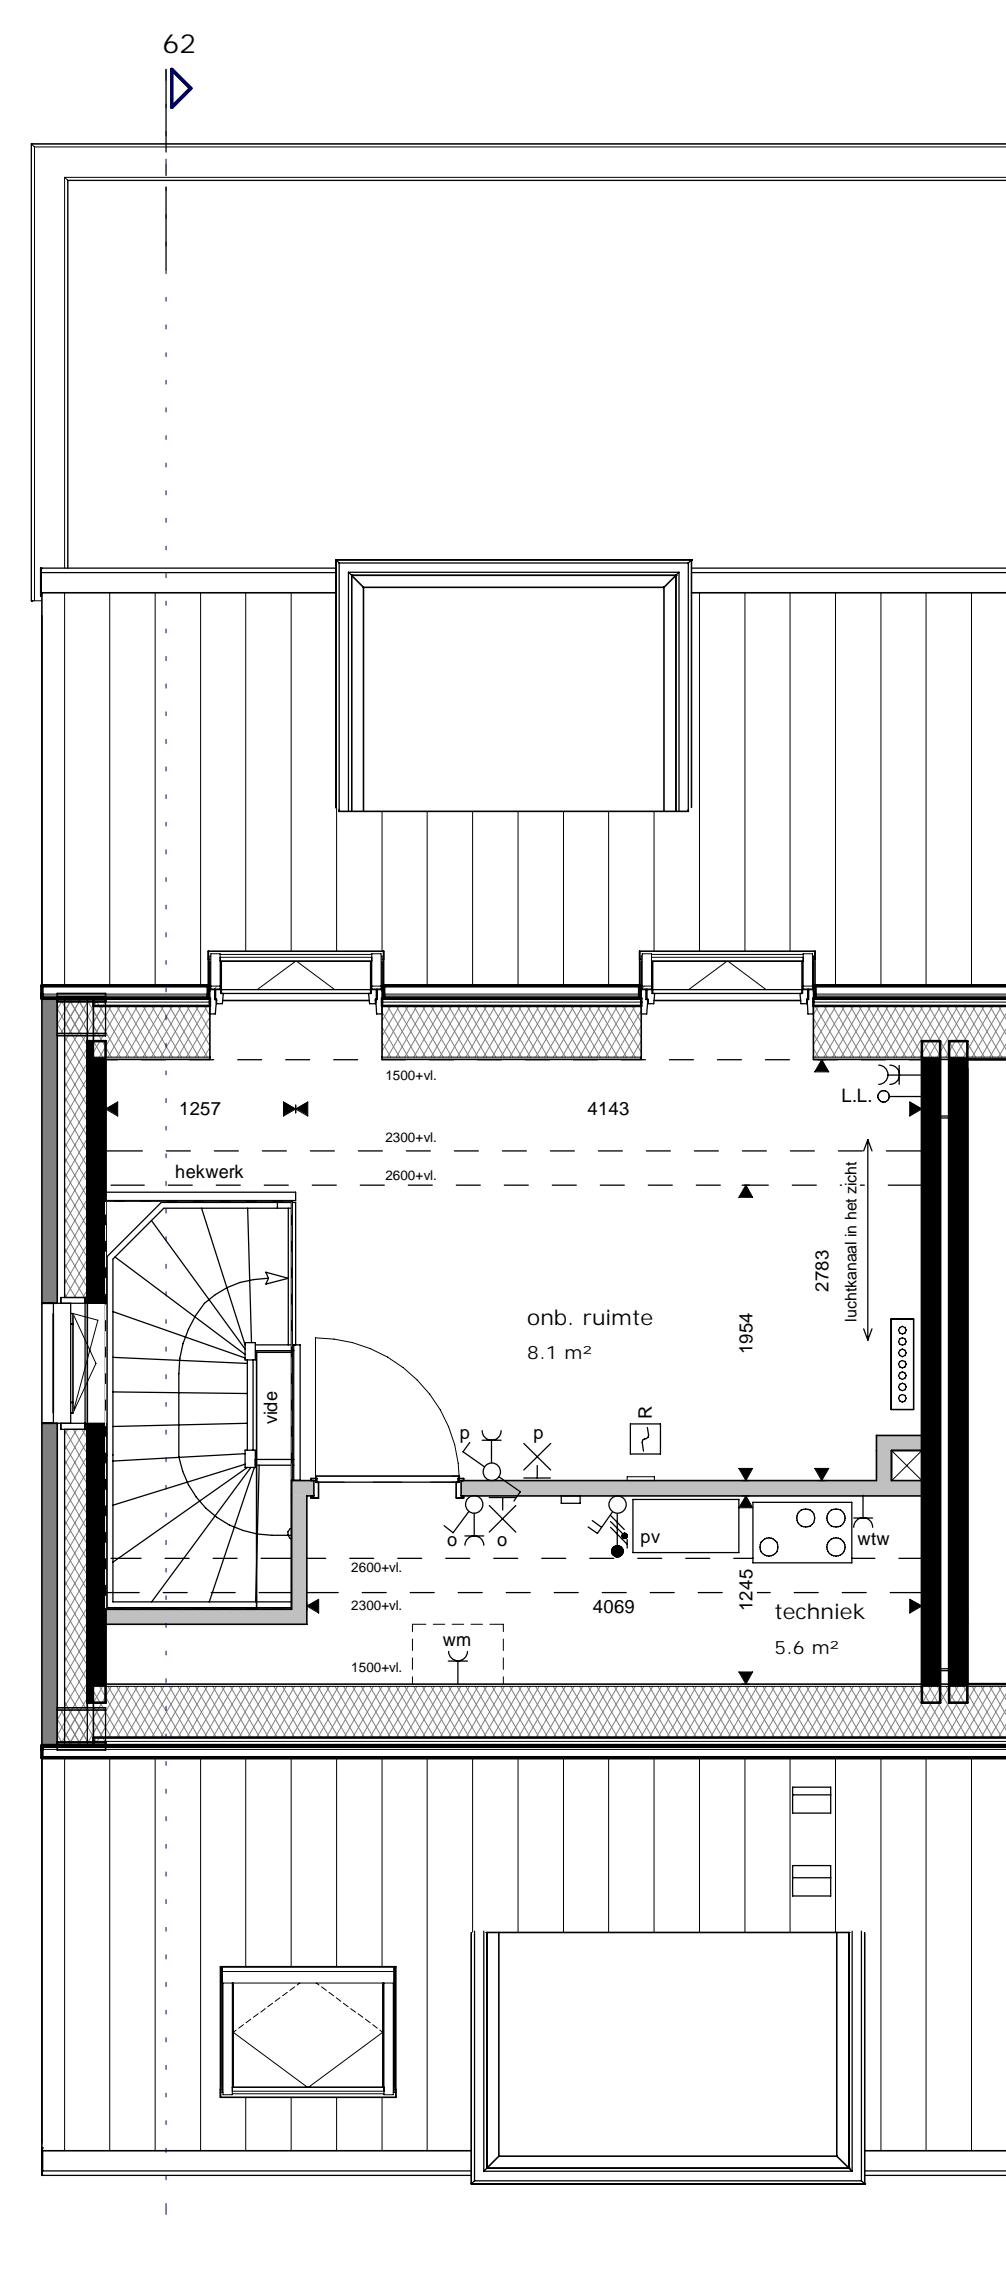 62
1500+vl.
L.L.
1257
4143
2300+vl.
hekwerk
2600+vl.
luchtkanaal in het zicht
2783
1954
onb. ruimte
8.1 m²
vide
R
p
p
o
o
pv
wtw
2600+vl.
1245
2300+vl.
4069
techniek
5.6 m²
wm
1500+vl.